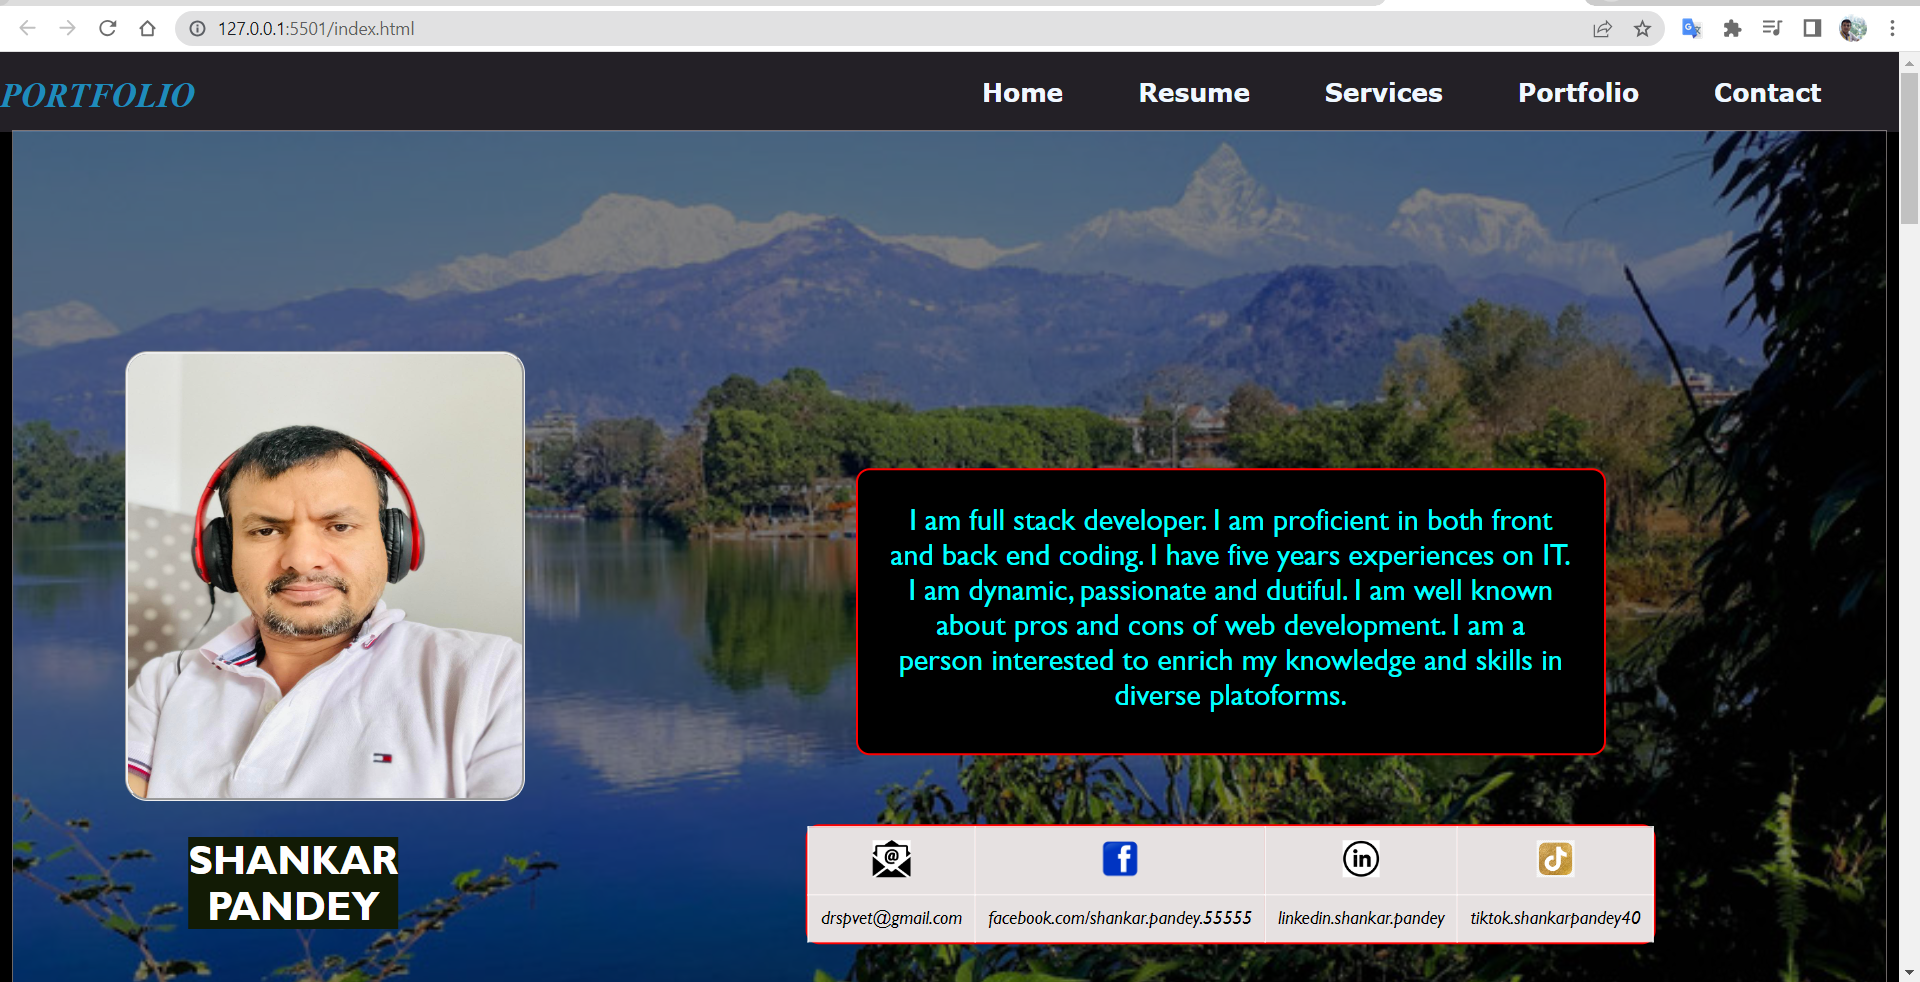 127.0.0.1:5501/index.html
PORTFOLIO
Home Resume Services Portfolio Contact
I am full stack developer. I am proficient in both front
and back end coding. I have five years experiences on IT.
I am dynamic, passionate and dutiful. I am well known
about pros and cons of web development. I am a
person interested to enrich my knowledge and skills in
diverse platoforms.
SHANKAR
PANDEY
drspvet@gmail.com facebook.com/shankar.pandey.55555 linkedin.shankar.pandey tiktok.shankarpandey40